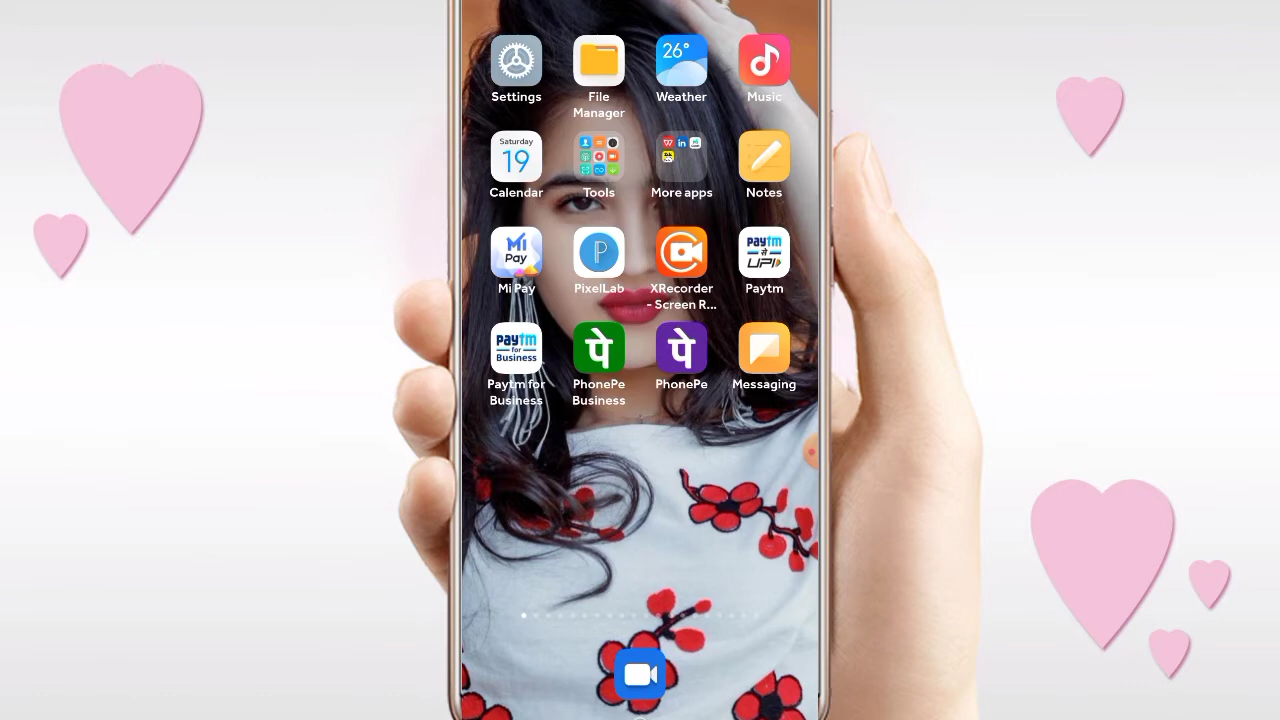 26°
Settings
File
Manager
Weather
Music
Saturday
19
Calendar
Tools
More apps
Notes
Mi
Pay
Mi Pay
P
PixelLab
XRecorder
- Screen R...
paytm
से
UPI
Paytm
paytm
for
Business
Paytm for
Business
पे
PhonePe
Business
पे
PhonePe
Messaging